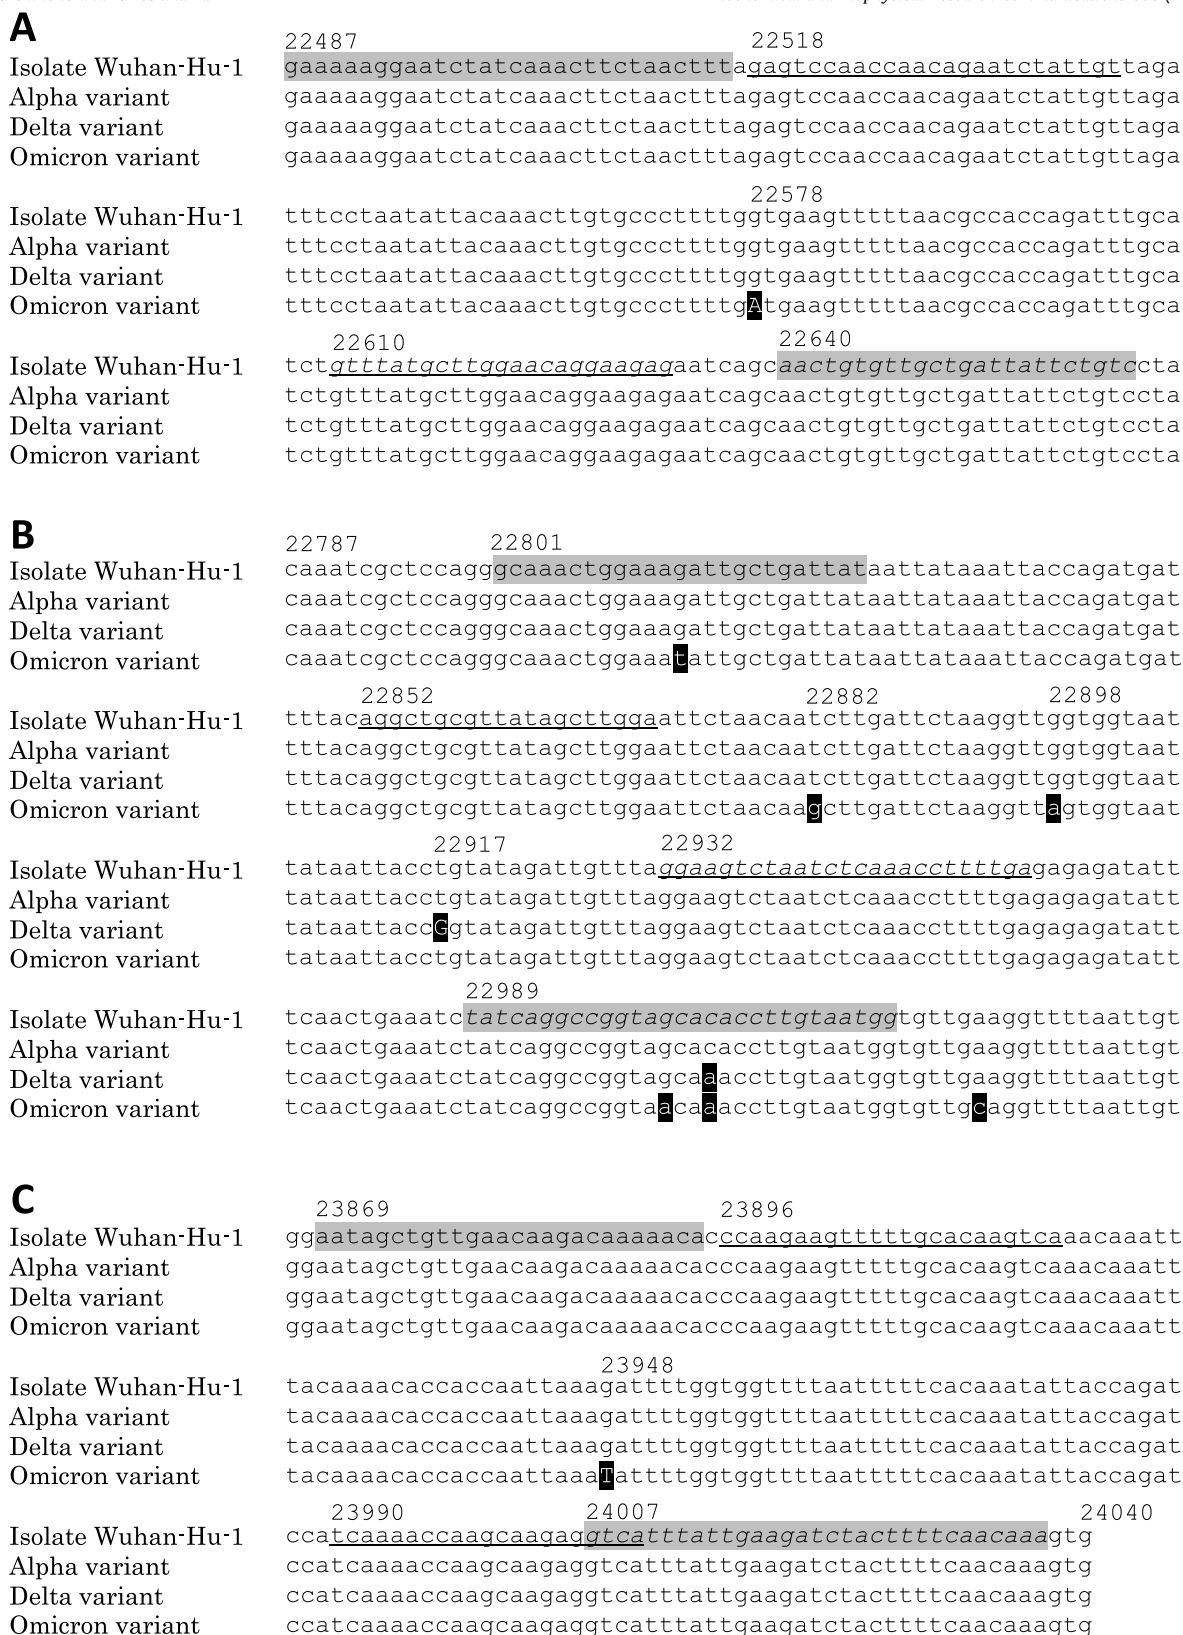 A
22487 22518
Isolate Wuhan-Hu-1 gaaaaaggaatctatcaaacttctaactttagagtccaaccaacagaatctattgttaga
Alpha variant gaaaaaggaatctatcaaacttctaactttagagtccaaccaacagaatctattgttaga
Delta variant gaaaaaggaatctatcaaacttctaactttagagtccaaccaacagaatctattgttaga
Omicron variant gaaaaaggaatctatcaaacttctaactttagagtccaaccaacagaatctattgttaga
22578
Isolate Wuhan-Hu-1 tttcctaatattacaaacttgtgcccttttggtgaagtttttaacgccaccagatttgca
Alpha variant tttcctaatattacaaacttgtgcccttttggtgaagtttttaacgccaccagatttgca
Delta variant tttcctaatattacaaacttgtgcccttttggtgaagtttttaacgccaccagatttgca
Omicron variant tttcctaatattacaaacttgtgcccttttgAtgaagtttttaacgccaccagatttgca
22610 22640
Isolate Wuhan-Hu-1 tctgtttatgcttggaacaggaagagaatcagcaactgtgttgctgattattctgtccta
Alpha variant tctgtttatgcttggaacaggaagagaatcagcaactgtgttgctgattattctgtccta
Delta variant tctgtttatgcttggaacaggaagagaatcagcaactgtgttgctgattattctgtccta
Omicron variant tctgtttatgcttggaacaggaagagaatcagcaactgtgttgctgattattctgtccta
B
22787 22801
Isolate Wuhan-Hu-1 caaatcgctccagggcaaactggaaagattgctgattataattataaattaccagatgat
Alpha variant caaatcgctccagggcaaactggaaagattgctgattataattataaattaccagatgat
Delta variant caaatcgctccagggcaaactggaaagattgctgattataattataaattaccagatgat
Omicron variant caaatcgctccagggcaaactggaaatattgctgattataattataaattaccagatgat
22852 22882 22898
Isolate Wuhan-Hu-1 tttacaggctgcgttatagcttggaattctaacaatcttgattctaaggttggtggtaat
Alpha variant tttacaggctgcgttatagcttggaattctaacaatcttgattctaaggttggtggtaat
Delta variant tttacaggctgcgttatagcttggaattctaacaatcttgattctaaggttggtggtaat
Omicron variant tttacaggctgcgttatagcttggaattctaacaagcttgattctaaggttagtggtaat
22917 22932
Isolate Wuhan-Hu-1 tataattacctgtatagattgtttaggaagtctaatctcaaaccttttgagagagatatt
Alpha variant tataattacctgtatagattgtttaggaagtctaatctcaaaccttttgagagagatatt
Delta variant tataattaccGgtatagattgtttaggaagtctaatctcaaaccttttgagagagatatt
Omicron variant tataattacctgtatagattgtttaggaagtctaatctcaaaccttttgagagagatatt
22989
Isolate Wuhan-Hu-1 tcaactgaaatctatcaggccggtagcacaccttgtaatggtgttgaaggttttaattgt
Alpha variant tcaactgaaatctatcaggccggtagcacaccttgtaatggtgttgaaggttttaattgt
Delta variant tcaactgaaatctatcaggccggtagcaaaccttgtaatggtgttgaaggttttaattgt
Omicron variant tcaactgaaatctatcaggccggtaacaaaccttgtaatggtgttgcaggttttaattgt
C
23869 23896
Isolate Wuhan-Hu-1 ggaatagctgttgaacaagacaaaaacacccaagaagtttttgcacaagtcaaacaaatt
Alpha variant ggaatagctgttgaacaagacaaaaacacccaagaagtttttgcacaagtcaaacaaatt
Delta variant ggaatagctgttgaacaagacaaaaacacccaagaagtttttgcacaagtcaaacaaatt
Omicron variant ggaatagctgttgaacaagacaaaaacacccaagaagtttttgcacaagtcaaacaaatt
23948
Isolate Wuhan-Hu-1 tacaaaacaccaccaattaaagattttggtggttttaatttttcacaaatattaccagat
Alpha variant tacaaaacaccaccaattaaagattttggtggttttaatttttcacaaatattaccagat
Delta variant tacaaaacaccaccaattaaagattttggtggttttaatttttcacaaatattaccagat
Omicron variant tacaaaacaccaccaattaaaTattttggtggttttaatttttcacaaatattaccagat
23990 24007 24040
Isolate Wuhan-Hu-1 ccatcaaaaccaagcaagaggtcatttattgaagatctacttttcaacaaagtg
Alpha variant ccatcaaaaccaagcaagaggtcatttattgaagatctacttttcaacaaagtg
Delta variant ccatcaaaaccaagcaagaggtcatttattgaagatctacttttcaacaaagtg
Omicron variant ccatcaaaaccaagcaagaggtcatttattgaagatctacttttcaacaaagtg